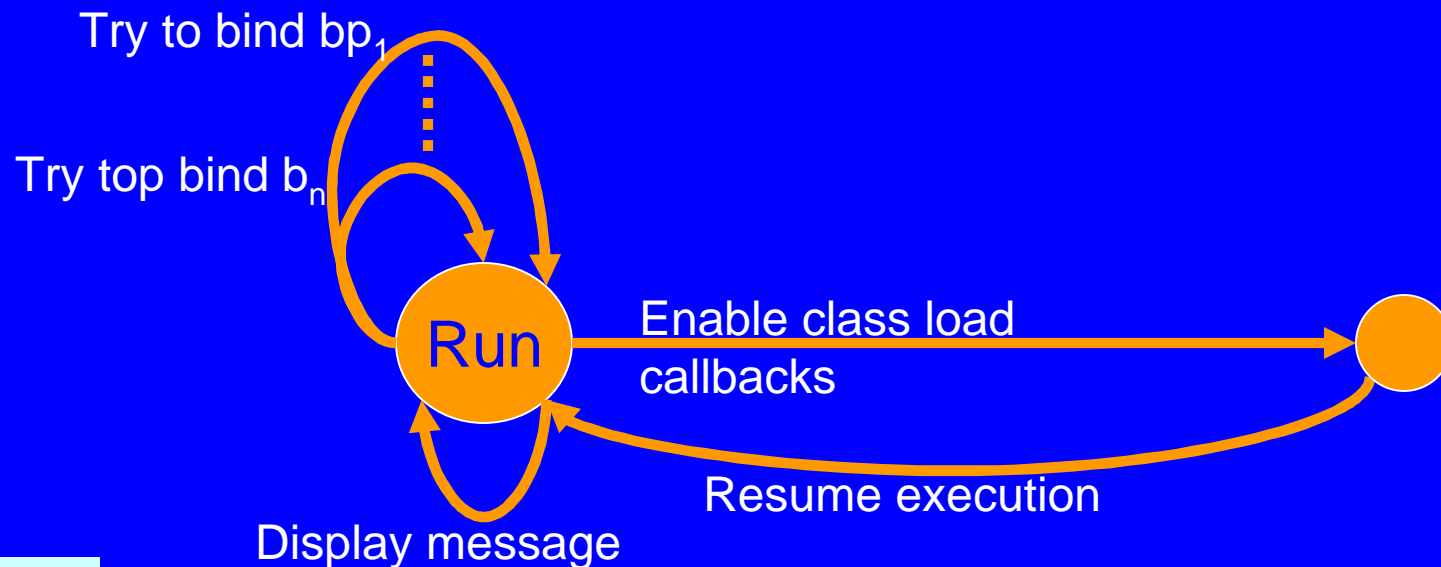 Try to bind bp₁
Try top bind bₙ
Run
Enable class load
callbacks
Resume execution
Display message